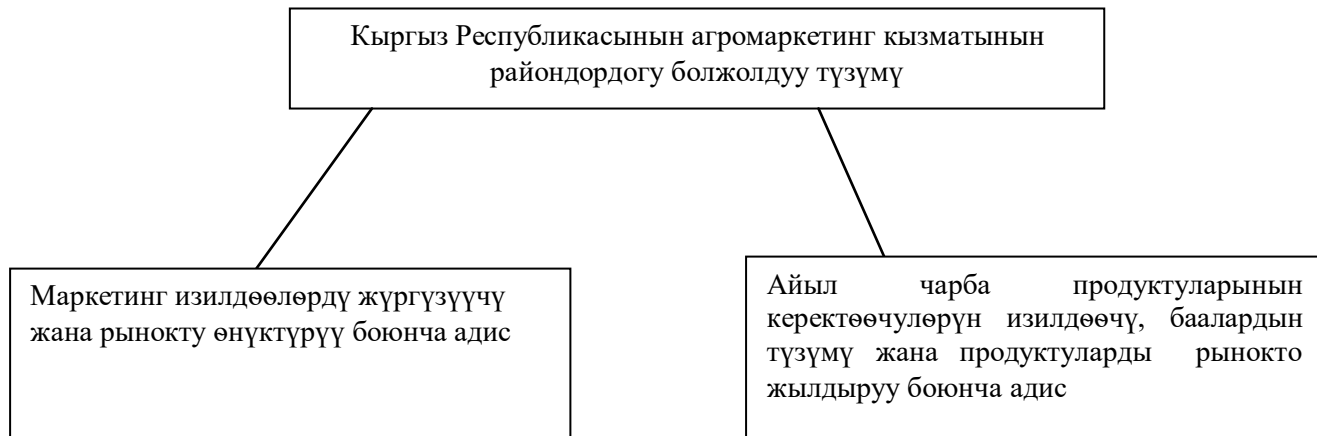 Кыргыз Республикасынын агромаркетинг кызматынын
райондордогу болжолдуу түзүмү
Маркетинг изилдөөлөрдү жүргүзүүчү
жана рынокту өнүктүрүү боюнча адис
Айыл чарба продуктуларынын
керектөөчулөрүн изилдөөчү, баалардын
түзүмү жана продуктуларды рынокто
жылдыруу боюнча адис